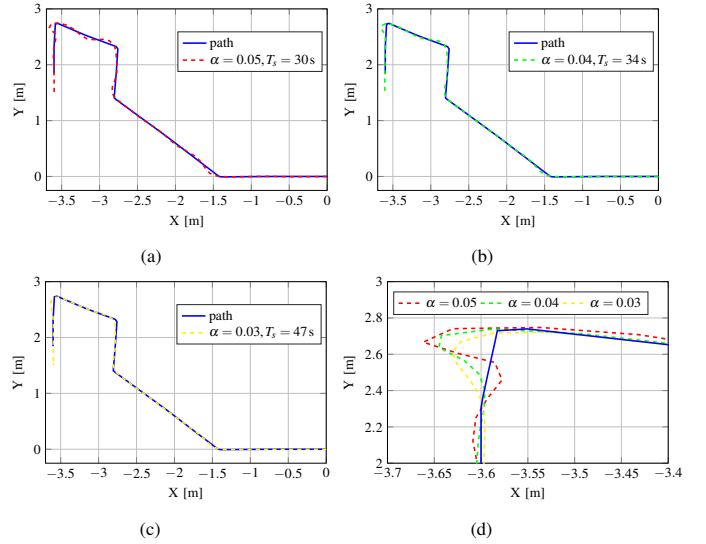 3
2
1
0
Y [m]
path
α = 0.05, Tₛ = 30 s
−3.5 −3 −2.5 −2 −1.5 −1 −0.5 0
X [m]
(a)
3
2
1
0
Y [m]
path
α = 0.04, Tₛ = 34 s
−3.5 −3 −2.5 −2 −1.5 −1 −0.5 0
X [m]
(b)
3
2
1
0
Y [m]
path
α = 0.03, Tₛ = 47 s
−3.5 −3 −2.5 −2 −1.5 −1 −0.5 0
X [m]
(c)
3
2.8
2.6
2.4
2.2
2
Y [m]
α = 0.05 α = 0.04 α = 0.03
−3.7 −3.65 −3.6 −3.55 −3.5 −3.45 −3.4
X [m]
(d)